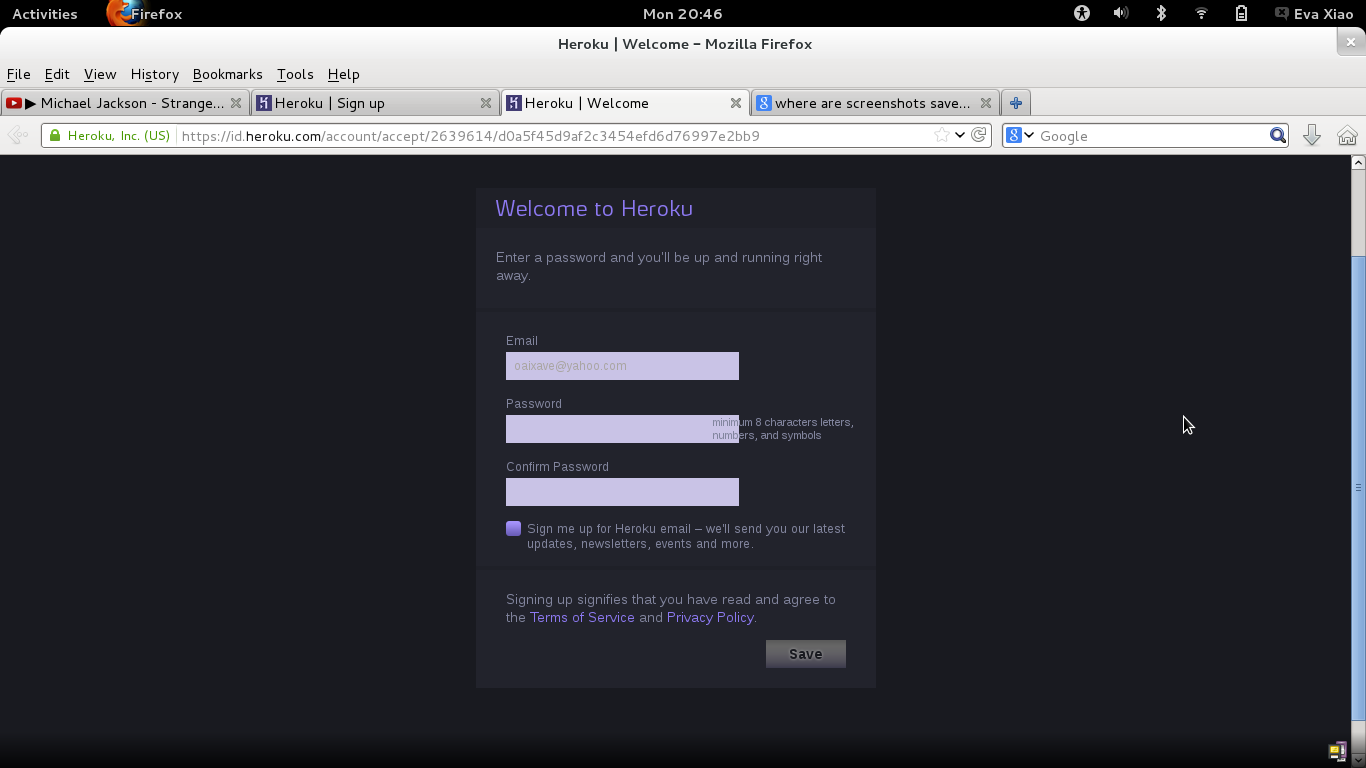 Activities Firefox Mon 20:46 Eva Xiao
Heroku | Welcome - Mozilla Firefox
File Edit View History Bookmarks Tools Help
▶ Michael Jackson - Strange... Heroku | Sign up Heroku | Welcome where are screenshots save...
Heroku, Inc. (US) https://id.heroku.com/account/accept/2639614/d0a5f45d9af2c3454efd6d76997e2bb9 Google
Welcome to Heroku
Enter a password and you'll be up and running right
away.
Email
oaixave@yahoo.com
Password
minimum 8 characters letters,
numbers, and symbols
Confirm Password
Sign me up for Heroku email – we'll send you our latest
updates, newsletters, events and more.
Signing up signifies that you have read and agree to
the Terms of Service and Privacy Policy.
Save